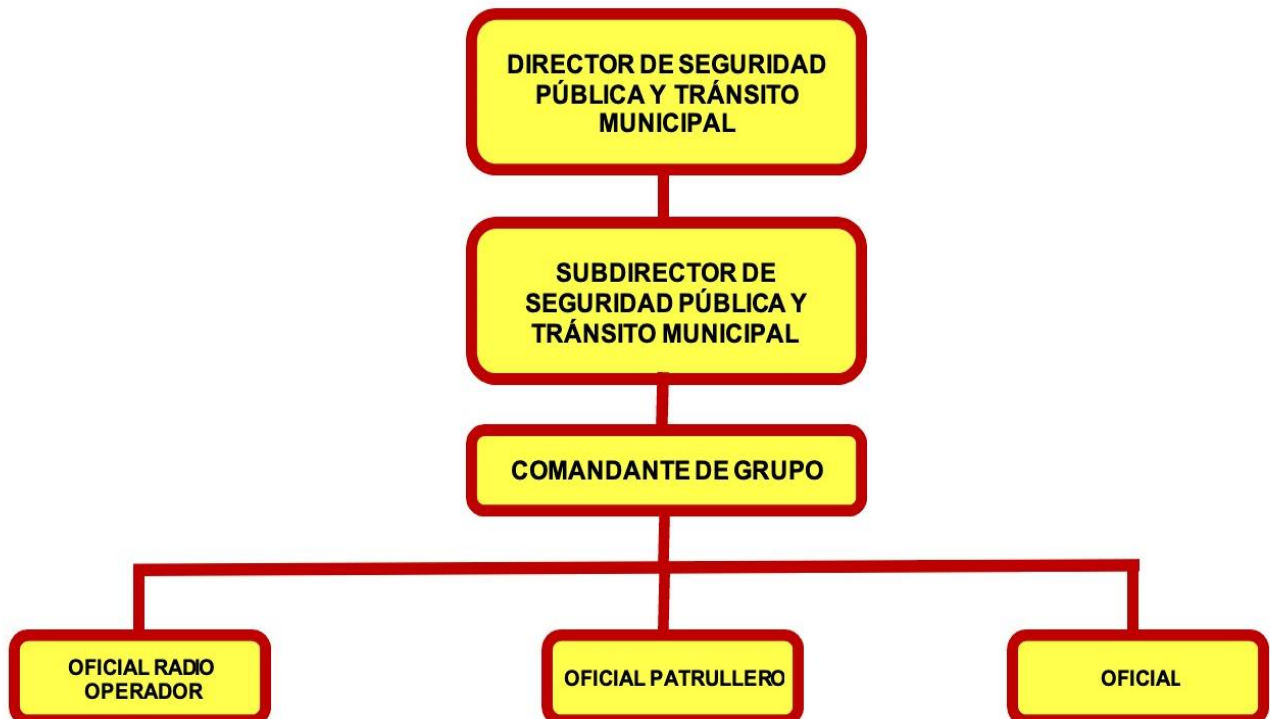 DIRECTOR DE SEGURIDAD
PÚBLICA Y TRÁNSITO
MUNICIPAL
SUBDIRECTOR DE
SEGURIDAD PÚBLICA Y
TRÁNSITO MUNICIPAL
COMANDANTE DE GRUPO
OFICIAL RADIO
OPERADOR
OFICIAL PATRULLERO
OFICIAL